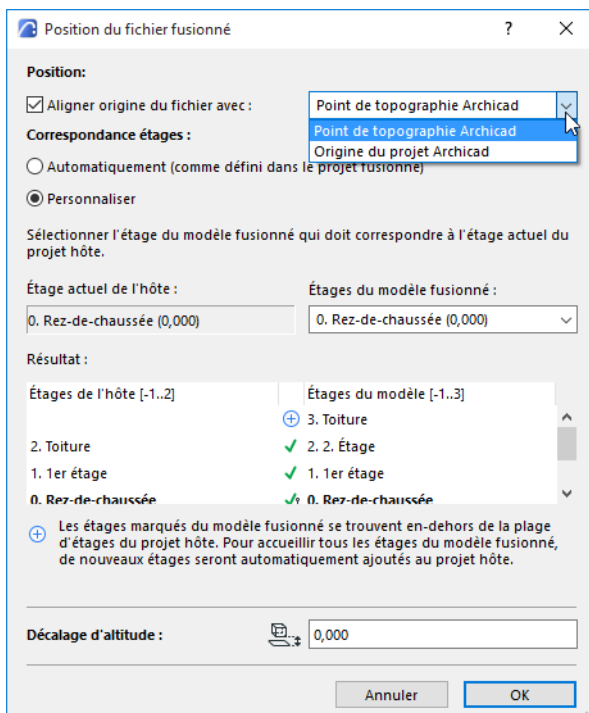 Position du fichier fusionné
?
Position:
Aligner origine du fichier avec :
Point de topographie Archicad
Point de topographie Archicad
Origine du projet Archicad
Correspondance étages :
Automatiquement (comme défini dans le projet fusionné)
Personnaliser
Sélectionner l'étage du modèle fusionné qui doit correspondre à l'étage actuel du
projet hôte.
Étage actuel de l'hôte :
Étages du modèle fusionné :
0. Rez-de-chaussée (0,000)
0. Rez-de-chaussée (0,000)
Résultat :
Étages de l'hôte [-1..2]
Étages du modèle [-1..3]
3. Toiture
2. Toiture
2. 2. Étage
1. 1er étage
1. 1er étage
0. Rez-de-chaussée
0. Rez-de-chaussée
Les étages marqués du modèle fusionné se trouvent en-dehors de la plage
d'étages du projet hôte. Pour accueillir tous les étages du modèle fusionné,
de nouveaux étages seront automatiquement ajoutés au projet hôte.
Décalage d'altitude :
0,000
Annuler
OK